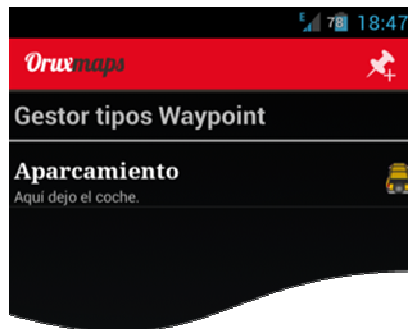 E 78 18:47
Oruxmaps
Gestor tipos Waypoint
Aparcamiento
Aquí dejo el coche.